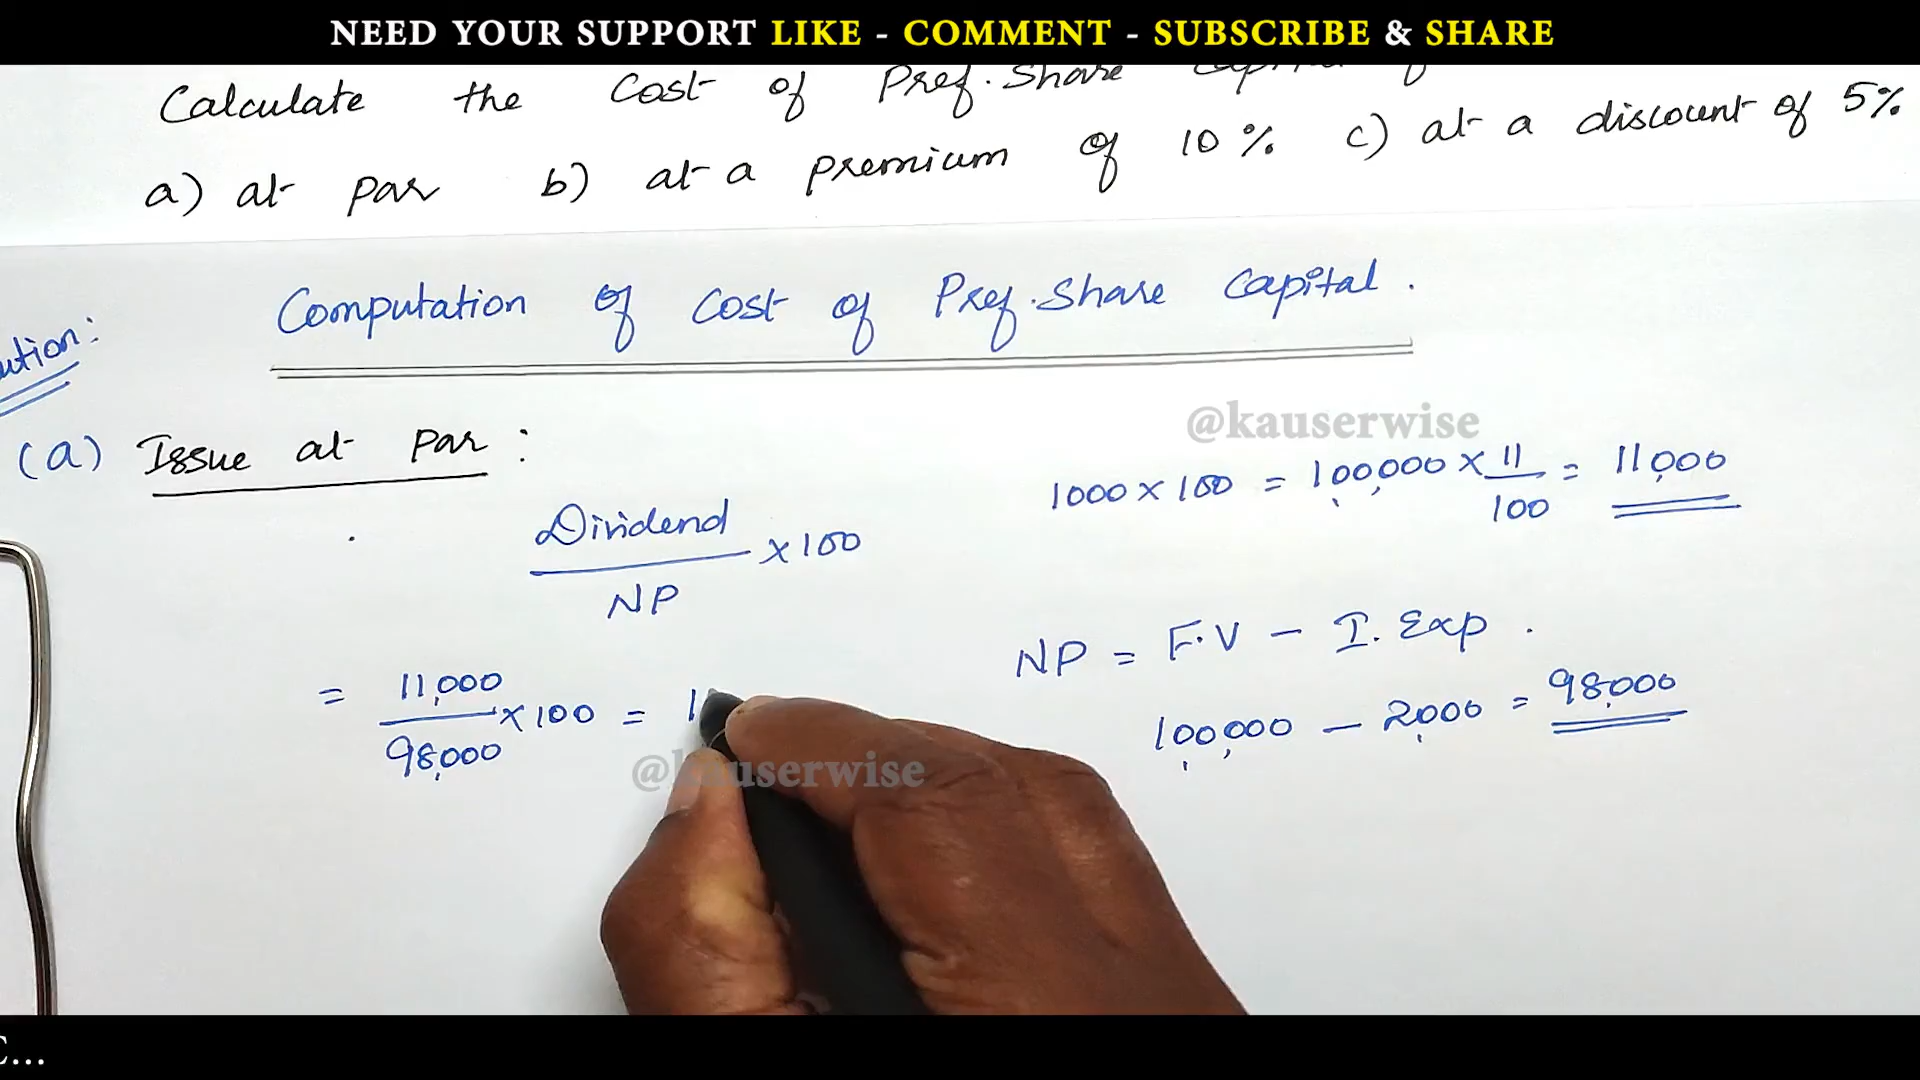 NEED YOUR SUPPORT LIKE - COMMENT - SUBSCRIBE & SHARE
Calculate the Cost of Pref. Share Capital
a) at par b) at a premium of 10% c) at a discount of 5%
Computation of Cost of Pref. Share Capital.
ution:
(a) Issue at Par:
@kauserwise
1000 × 100 = 100,000 × 11/100 = 11,000
Dividend/NP × 100
NP = F.V - I. Exp.
= 11,000/98,000 × 100 = 1
100,000 - 2000 = 98,000
@kauserwise